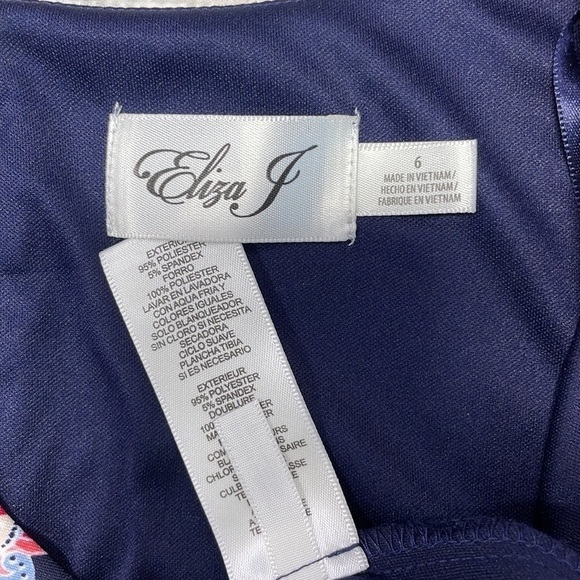 Eliza J
6
MADE IN VIETNAM/
HECHO EN VIETNAM/
FABRIQUE EN VIETNAM
EXTERIOR
95% POLIESTER
5% SPANDEX
FORRO
100% POLIESTER
LAVAR EN LAVADORA
CON AQUA FRIA Y
COLORES IGUALES
SOLO BLANQUEADOR
SIN CLORO SI NECESITA
SECADORA
CICLO SUAVE
PLANCHA TIBIA
SI ES NECESARIO
EXTERIEUR
95% POLYESTER
5% SPANDEX
DOUBLURE